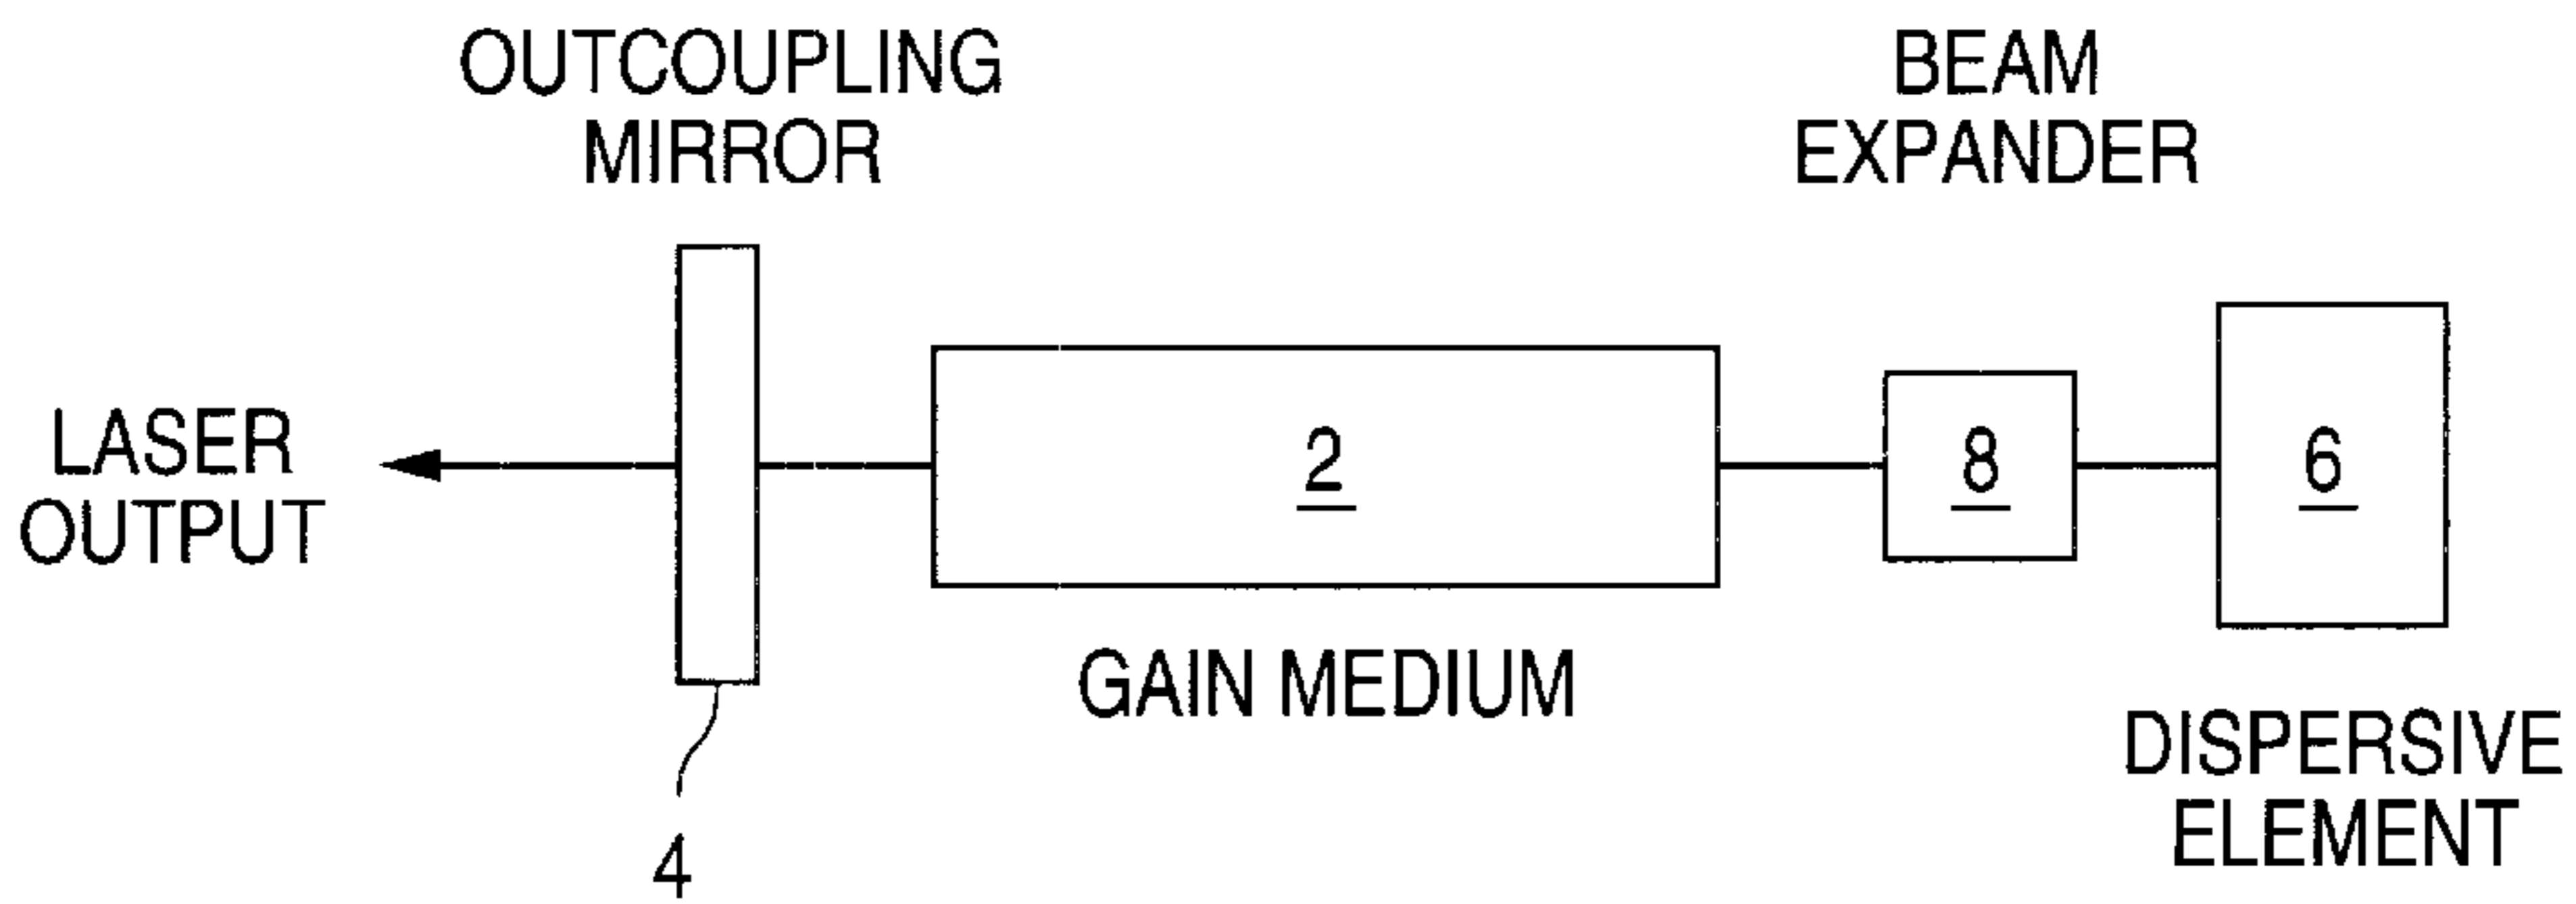 OUTCOUPLING
MIRROR
BEAM
EXPANDER
LASER
OUTPUT
2
8
6
GAIN MEDIUM
DISPERSIVE
ELEMENT
4